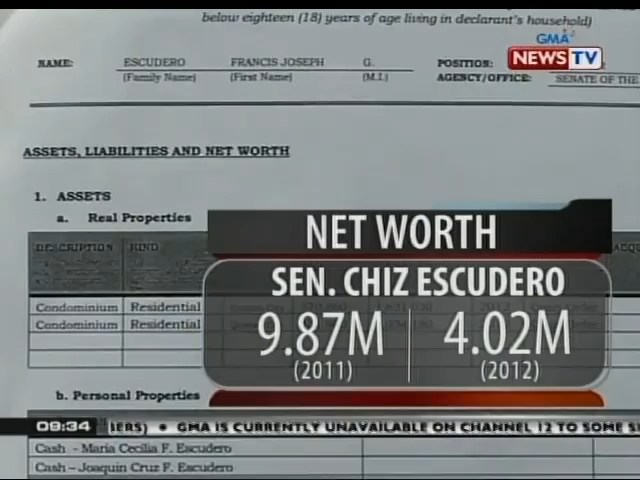 below eighteen (18) years of age living in declarant's household)
GMA
NEWS TV
NAME: ESCUDERO FRANCIS JOSEPH G. POSITION:
(Family Name) (First Name) (M.I.) AGENCY/OFFICE: SENATE OF THE
ASSETS, LIABILITIES AND NET WORTH
1. ASSETS
a. Real Properties
DESCRIPTION KIND
NET WORTH
SEN. CHIZ ESCUDERO
9.87M 4.02M
(2011) (2012)
Condominium Residential
Condominium Residential
b. Personal Properties
09:34 GMA IS CURRENTLY UNAVAILABLE ON CHANNEL 12 TO SOME
Cash - Maria Cecilia F. Escudero
Cash – Joaquin Cruz F. Escudero